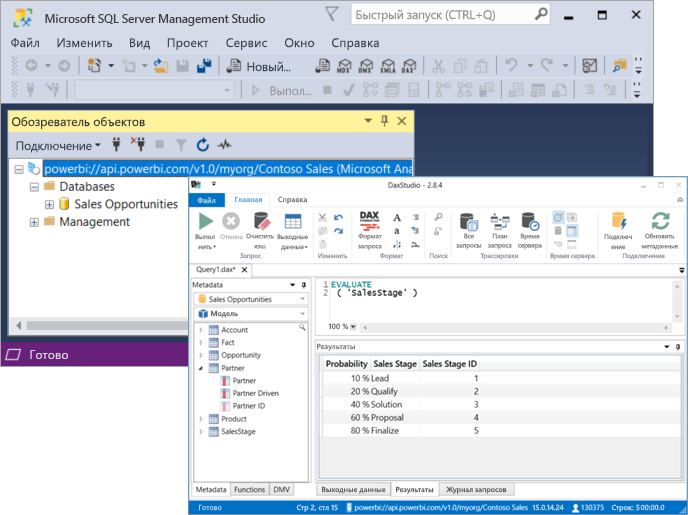 Microsoft SQL Server Management Studio
Быстрый запуск (CTRL+Q)
Файл Изменить Вид Проект Сервис Окно Справка
Новый...
MDX DMX XMLA DAX
Выпол...
Обозреватель объектов
Подключение
powerbi://api.powerbi.com/v1.0/myorg/Contoso Sales (Microsoft Ana
Databases
Sales Opportunities
Management
Готово
DaxStudio - 2.8.4
Файл Главная Справка
Выпол нить Отмена Очистить кэш Выходные данные
Запрос
Изменить
DAX FORMATTER
Формат запроса
Формат
Поиск
Все запросы План запроса Время сервера
Трассировки
Время сервера
Подключ ение Обновить метаданные
Подключение
Query1.dax*
Metadata
Sales Opportunities
Модель
Account
Fact
Opportunity
Partner
Partner
Partner Driven
Partner ID
Product
SalesStage
Metadata Functions DMV
1 EVALUATE
2 ( 'SalesStage' )
100 %
Результаты
Probability Sales Stage Sales Stage ID
10 % Lead 1
20 % Qualify 2
40 % Solution 3
60 % Proposal 4
80 % Finalize 5
Выходные данные Результаты Журнал запросов
Готово Стр 2, стл 15 powerbi://api.powerbi.com/v1.0/myorg/Contoso Sales 15.0.14.24 130375 Строк: 5 00:00.0